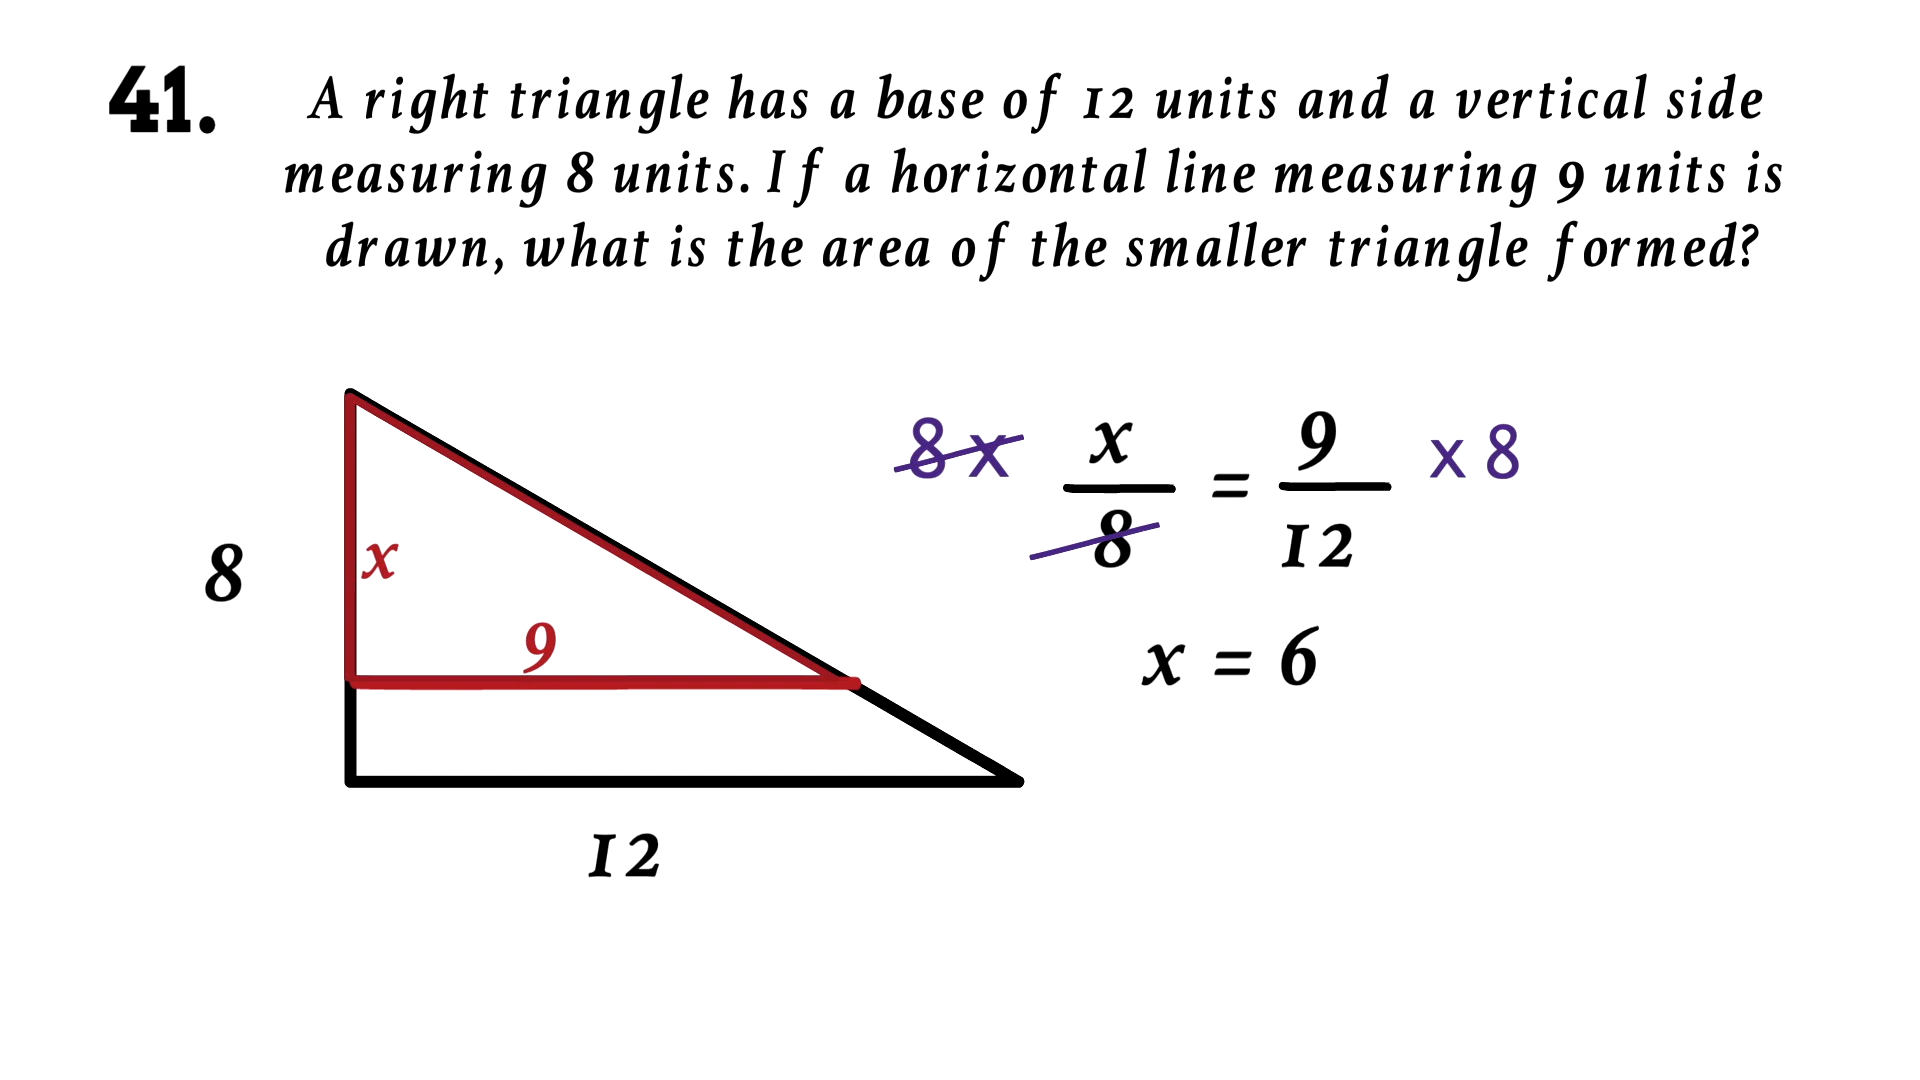 41. A right triangle has a base of 12 units and a vertical side
measuring 8 units. If a horizontal line measuring 9 units is
drawn, what is the area of the smaller triangle formed?
8 x x/8 = 9/12 x 8
x = 6
8
x
9
12